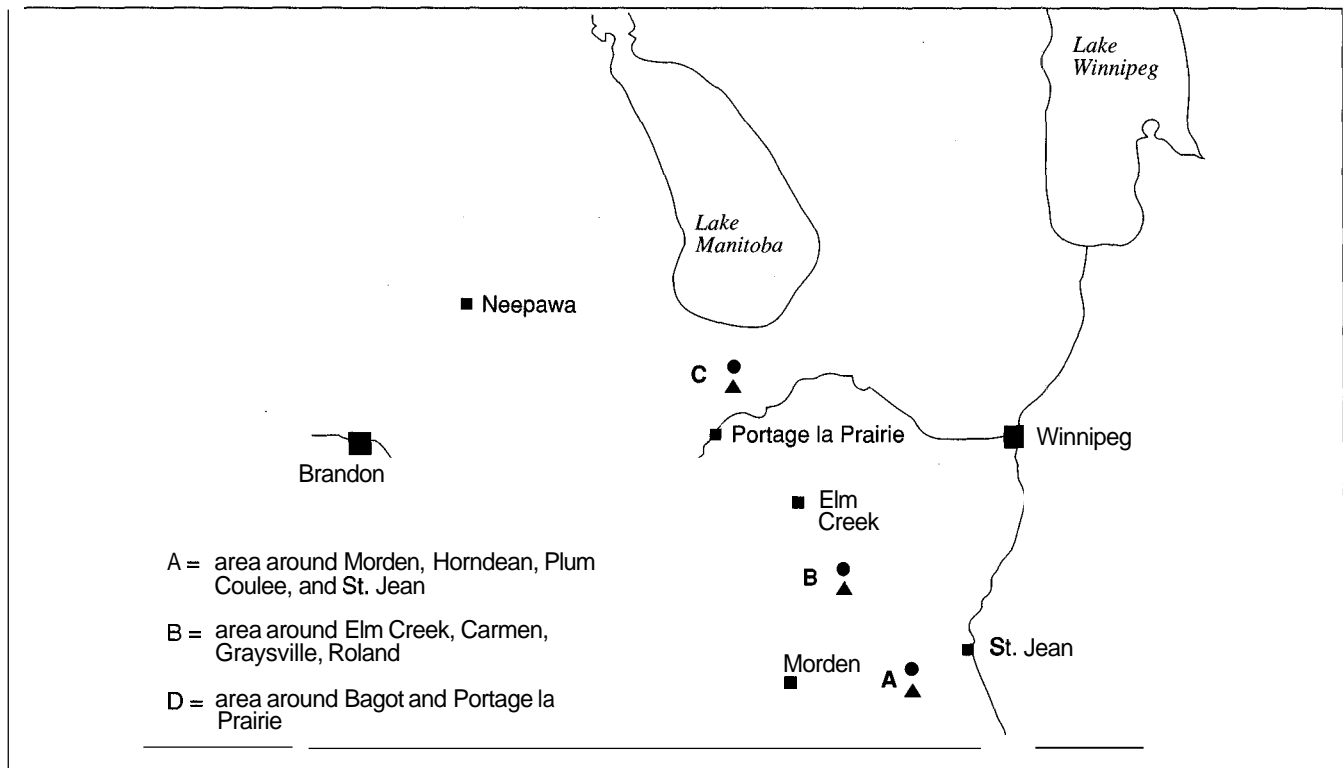 Lake
Winnipeg
Lake
Manitoba
Neepawa
C
Portage la Prairie
Winnipeg
Brandon
Elm
Creek
A = area around Morden, Horndean, Plum
Coulee, and St. Jean
B
B = area around Elm Creek, Carmen,
Graysville, Roland
St. Jean
Morden
A
D = area around Bagot and Portage la
Prairie